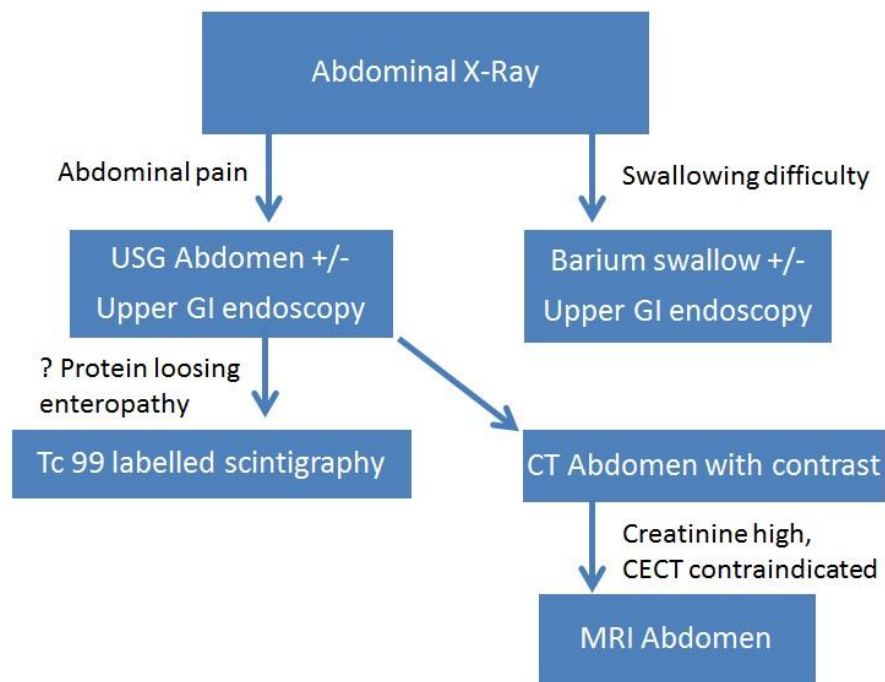 Abdominal X-Ray
Abdominal pain
Swallowing difficulty
USG Abdomen +/-
Upper GI endoscopy
Barium swallow +/-
Upper GI endoscopy
? Protein loosing
enteropathy
Tc 99 labelled scintigraphy
CT Abdomen with contrast
Creatinine high,
CECT contraindicated
MRI Abdomen